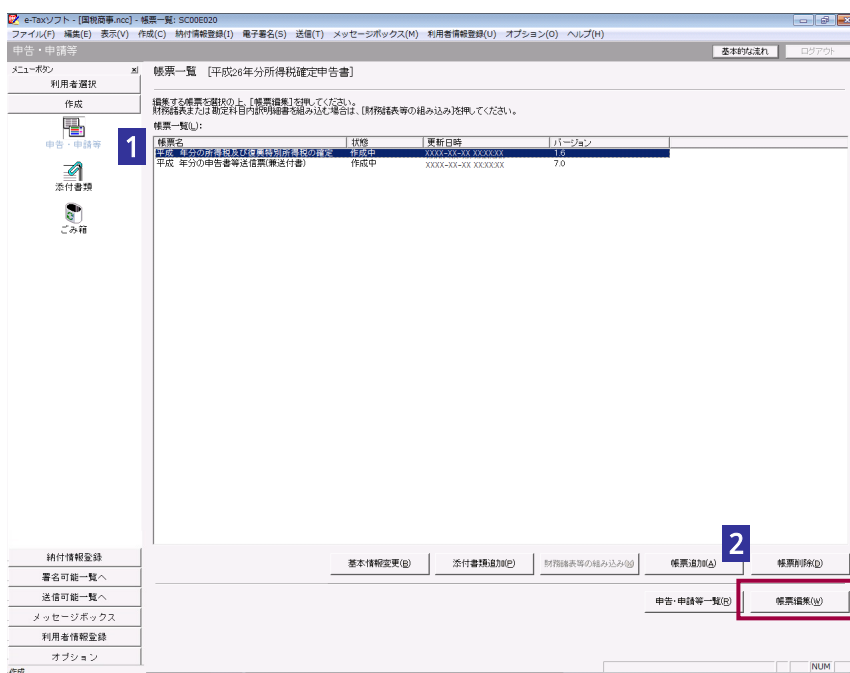 e-Taxソフト - [国税商事.ncc] - [帳票一覧: SC00E020
ファイル(F) 編集(E) 表示(V) 作成(C) 納付情報登録(I) 電子署名(S) 送信(T) メッセージボックス(M) 利用者情報登録(U) オプション(O) ヘルプ(H)
申告・申請等 基本的な流れ ログアウト
メニューボタン x
利用者選択
作成
申告・申請等
添付書類
ごみ箱
帳票一覧 [平成26年分所得税確定申告書]
編集する帳票を選択の上、[帳票編集]を押してください。
財務諸表または勘定科目内訳明細書を組み込む場合は、[財務諸表等の組み込み]を押してください。
帳票一覧(L):
1
帳票名 状態 更新日時 バージョン
平成 年分の所得税及び復興特別所得税の確定 作成中 XXXX-XX-XX XX:XX:XX 1.6
平成 年分の申告書等送信票(兼送付書) 作成中 XXXX-XX-XX XX:XX:XX 7.0
2
基本情報変更(B) 添付書類追加(P) 財務諸表等の組み込み(X) 帳票追加(A) 帳票削除(D)
申告・申請等一覧(R) 帳票編集(W)
納付情報登録
署名可能一覧へ
送信可能一覧へ
メッセージボックス
利用者情報登録
オプション
作成 NUM